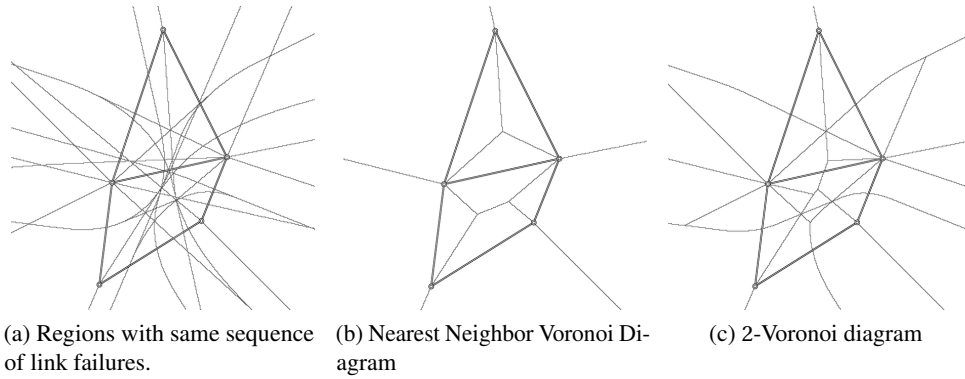 (a) Regions with same sequence
of link failures.
(b) Nearest Neighbor Voronoi Di-
agram
(c) 2-Voronoi diagram